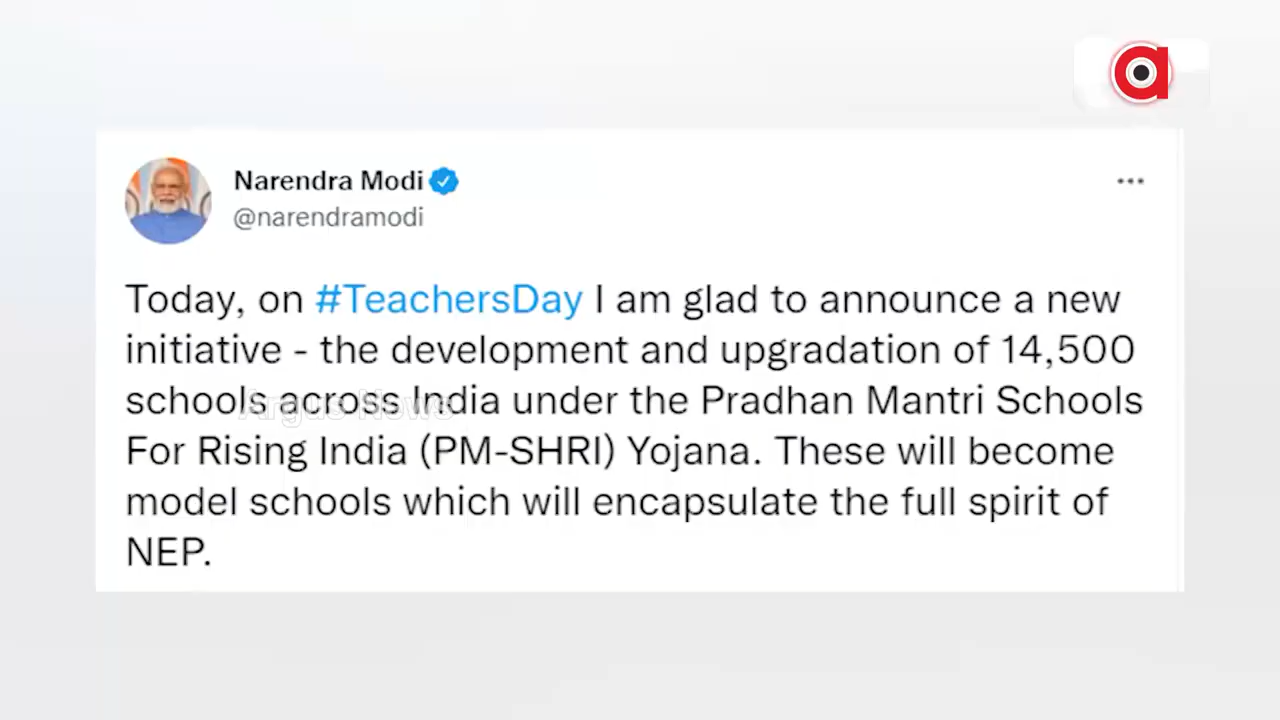 Narendra Modi
@narendramodi
Today, on #TeachersDay I am glad to announce a new
initiative - the development and upgradation of 14,500
schools across India under the Pradhan Mantri Schools
For Rising India (PM-SHRI) Yojana. These will become
model schools which will encapsulate the full spirit of
NEP.
Argus News
a